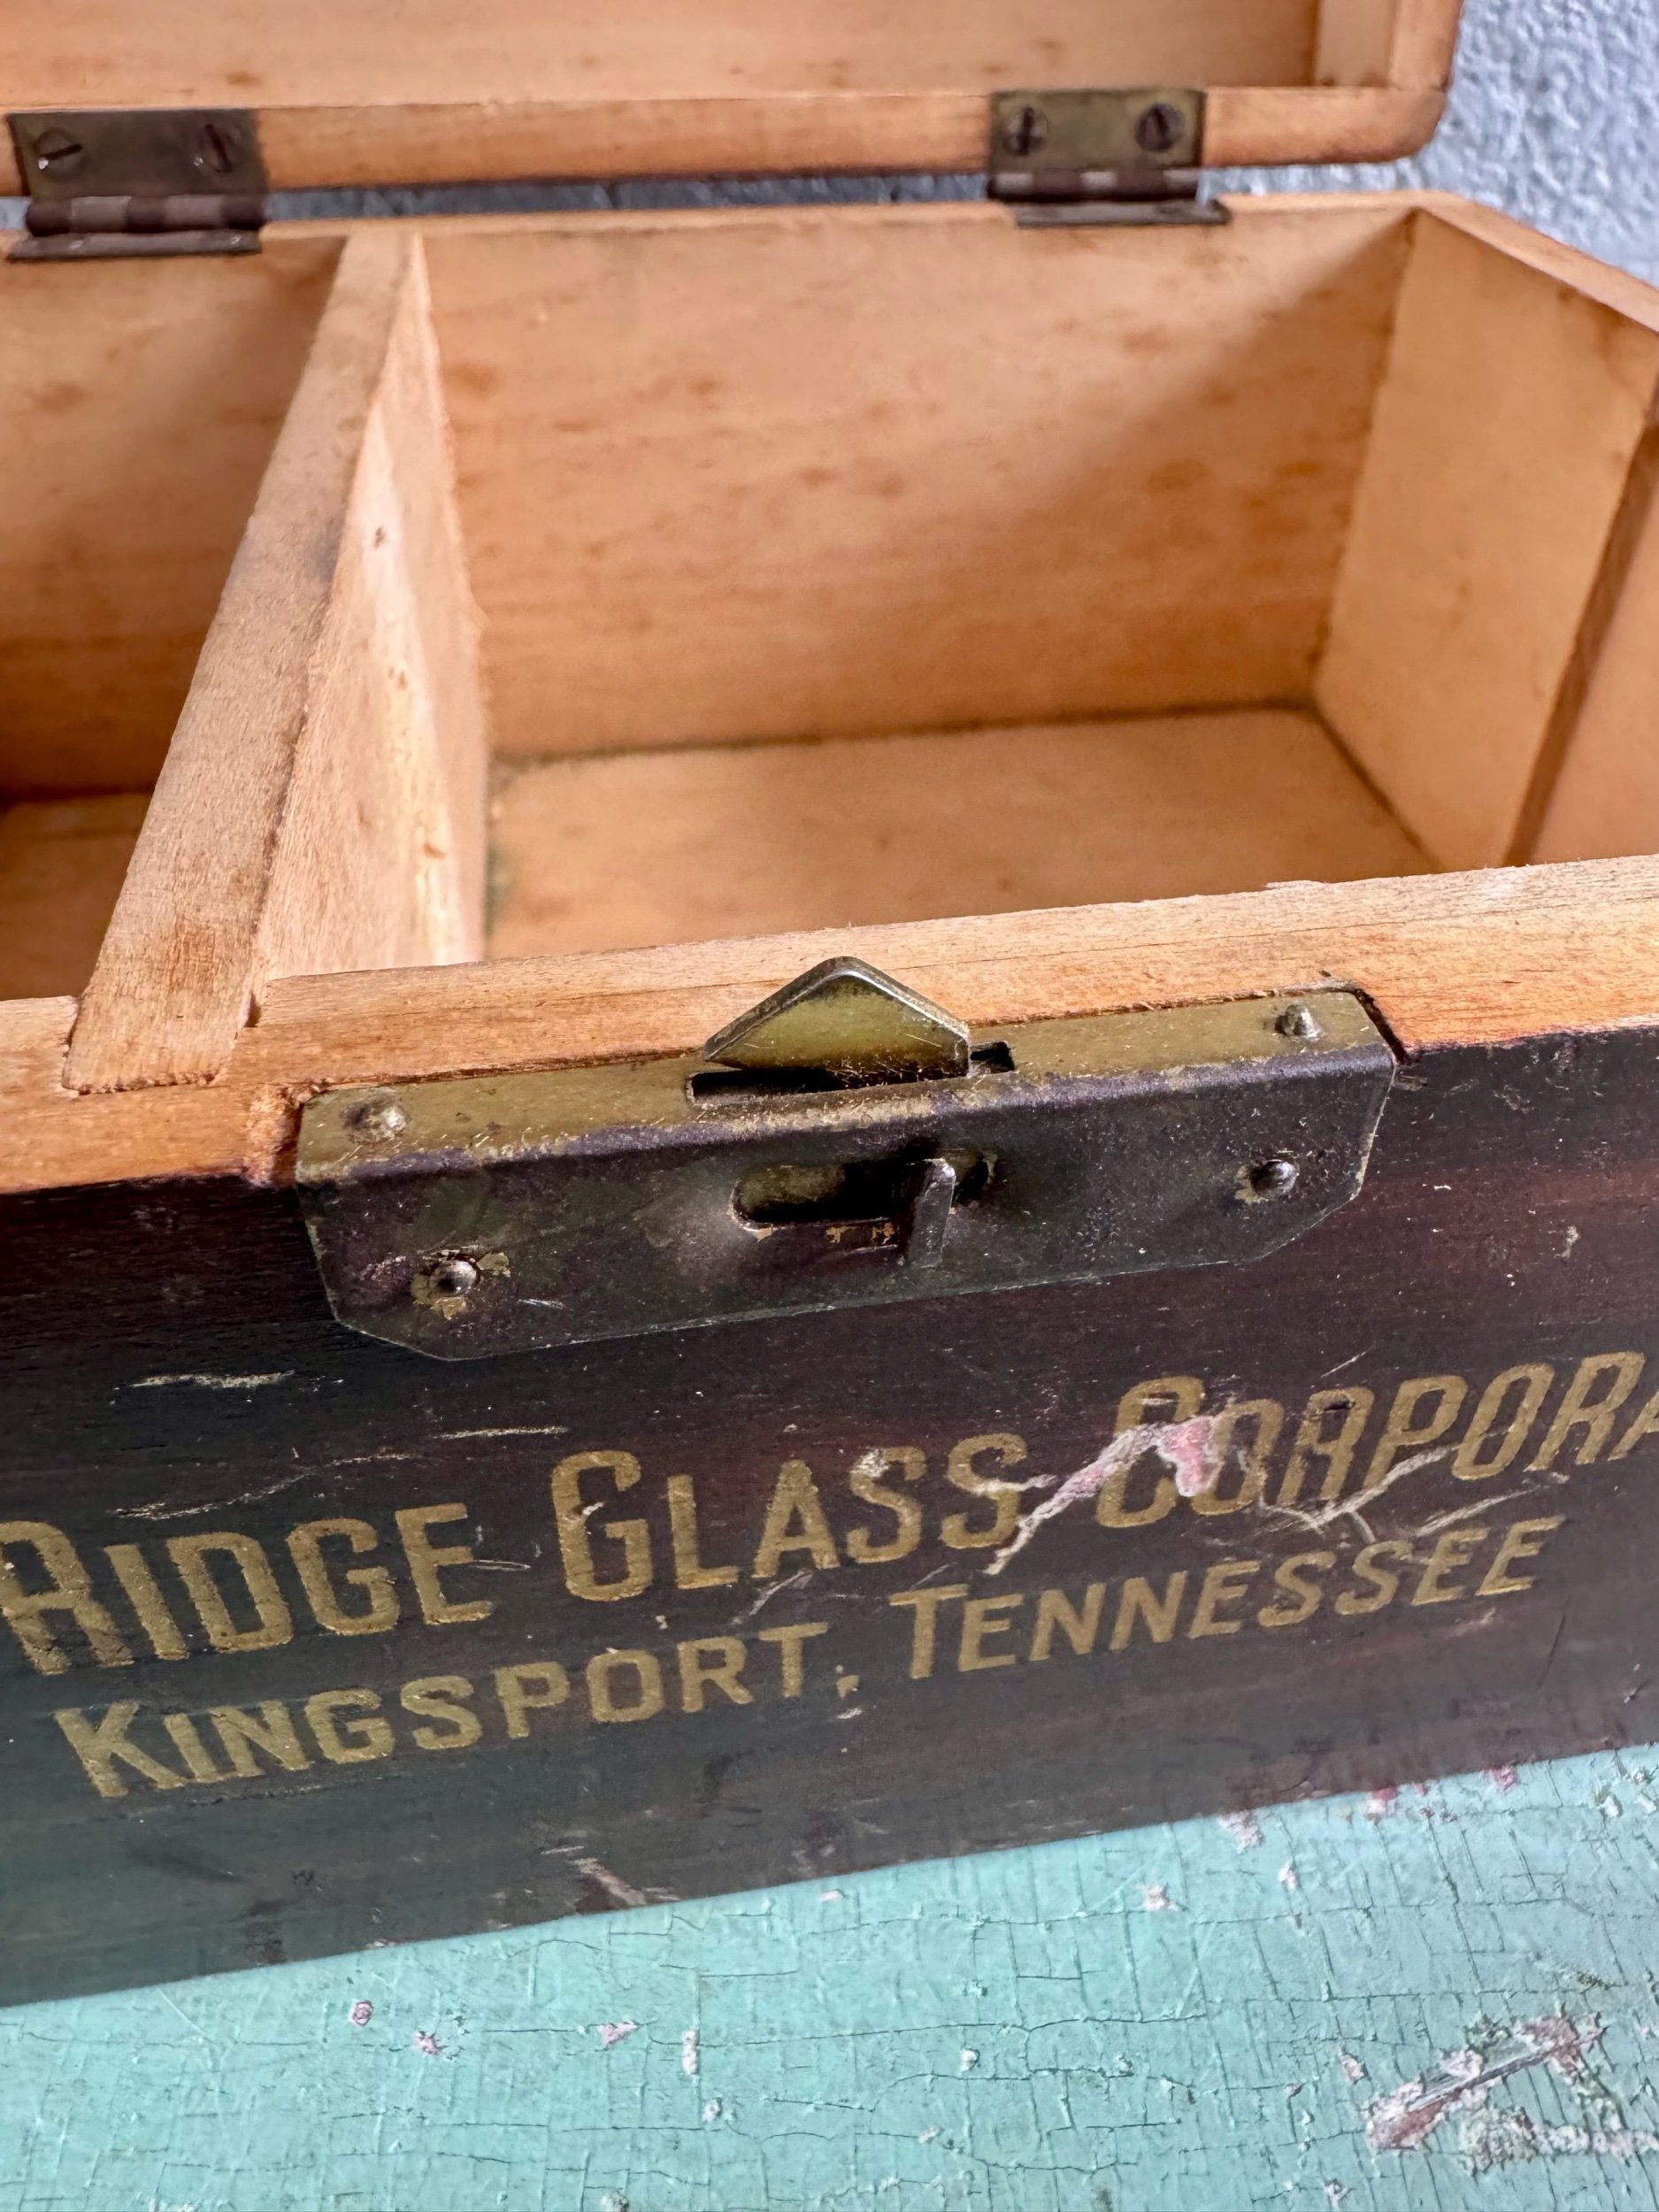 RIDGE GLASS CORPORA
KINGSPORT, TENNESSEE